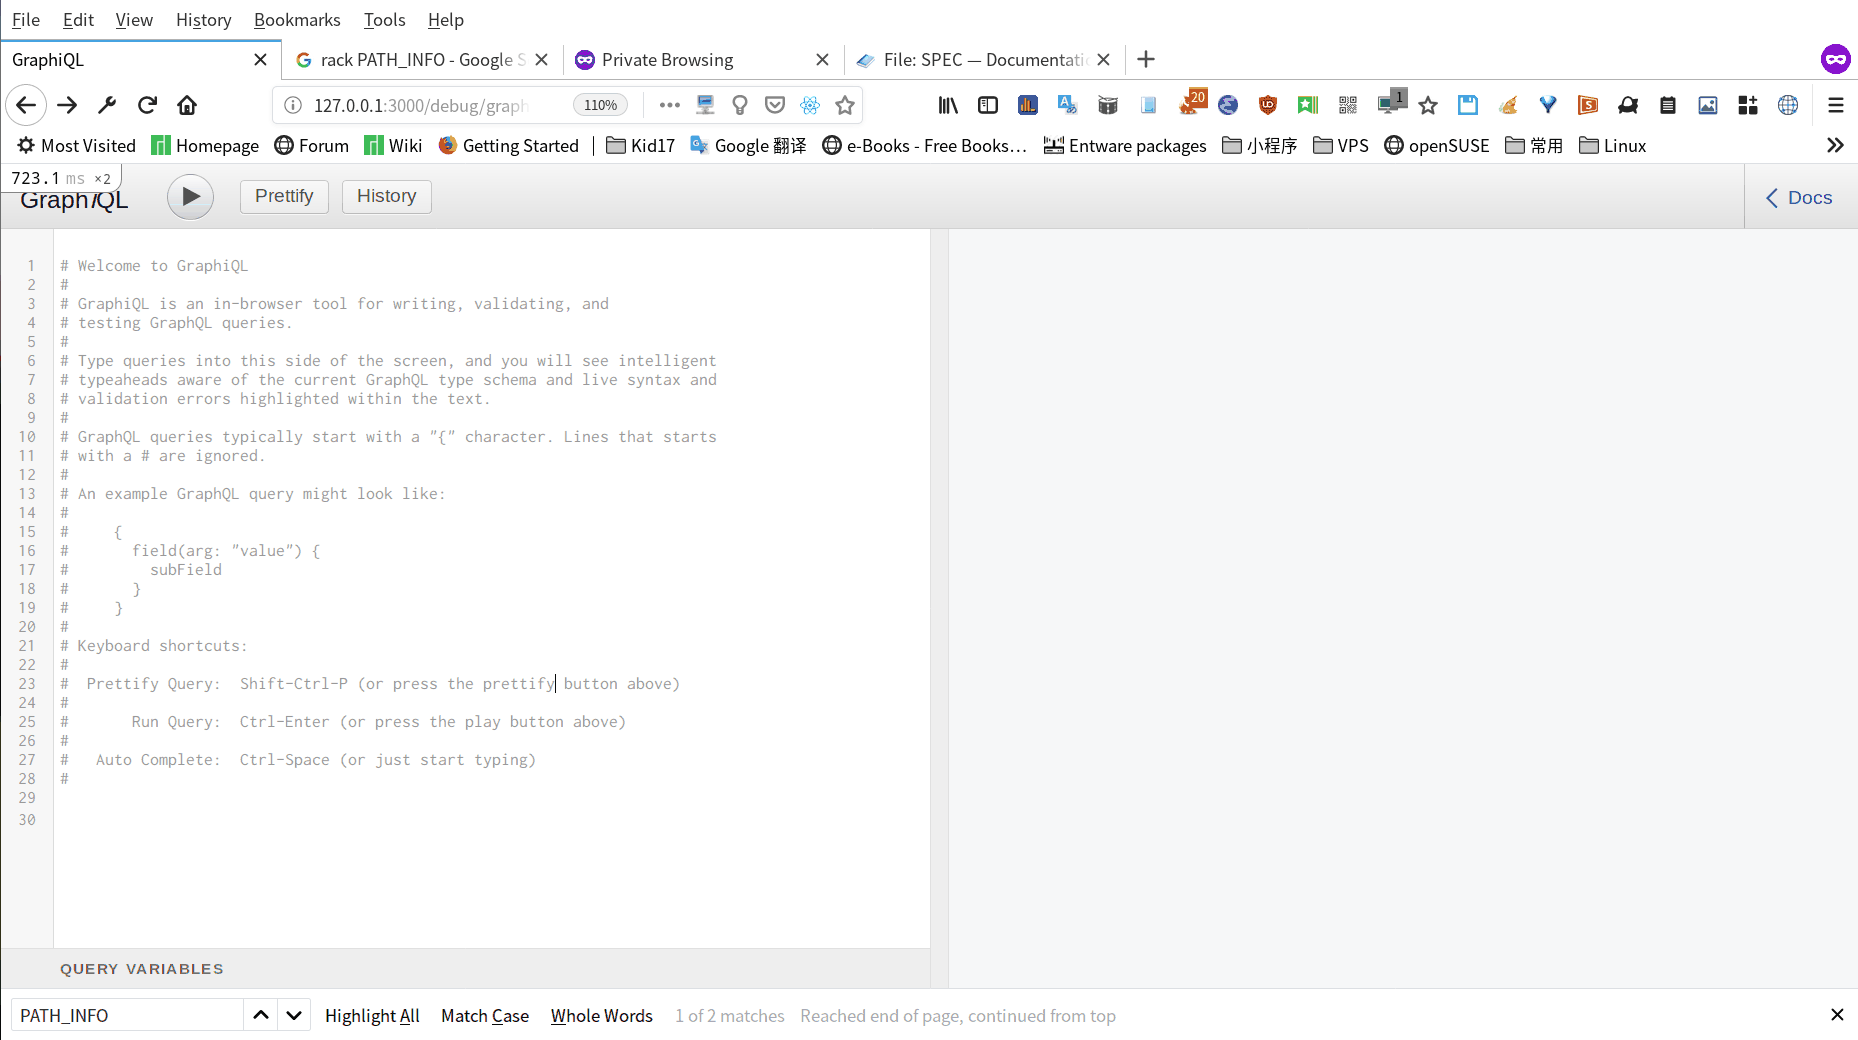 File Edit View History Bookmarks Tools Help
GraphiQL rack PATH_INFO - Google S Private Browsing File: SPEC — Documentati
127.0.0.1:3000/debug/graph 110% 20 1
Most Visited Homepage Forum Wiki Getting Started Kid17 Google 翻译 e-Books - Free Books… Entware packages 小程序 VPS openSUSE 常用 Linux
723.1 ms ×2
GraphiQL Prettify History Docs
1 # Welcome to GraphiQL
2 #
3 # GraphiQL is an in-browser tool for writing, validating, and
4 # testing GraphQL queries.
5 #
6 # Type queries into this side of the screen, and you will see intelligent
7 # typeaheads aware of the current GraphQL type schema and live syntax and
8 # validation errors highlighted within the text.
9 #
10 # GraphQL queries typically start with a "{" character. Lines that starts
11 # with a # are ignored.
12 #
13 # An example GraphQL query might look like:
14 #
15 #     {
16 #       field(arg: "value") {
17 #         subField
18 #       }
19 #     }
20 #
21 # Keyboard shortcuts:
22 #
23 #  Prettify Query:  Shift-Ctrl-P (or press the prettify button above)
24 #
25 #       Run Query:  Ctrl-Enter (or press the play button above)
26 #
27 #   Auto Complete:  Ctrl-Space (or just start typing)
28 #
29
30
QUERY VARIABLES
PATH_INFO Highlight All Match Case Whole Words 1 of 2 matches Reached end of page, continued from top